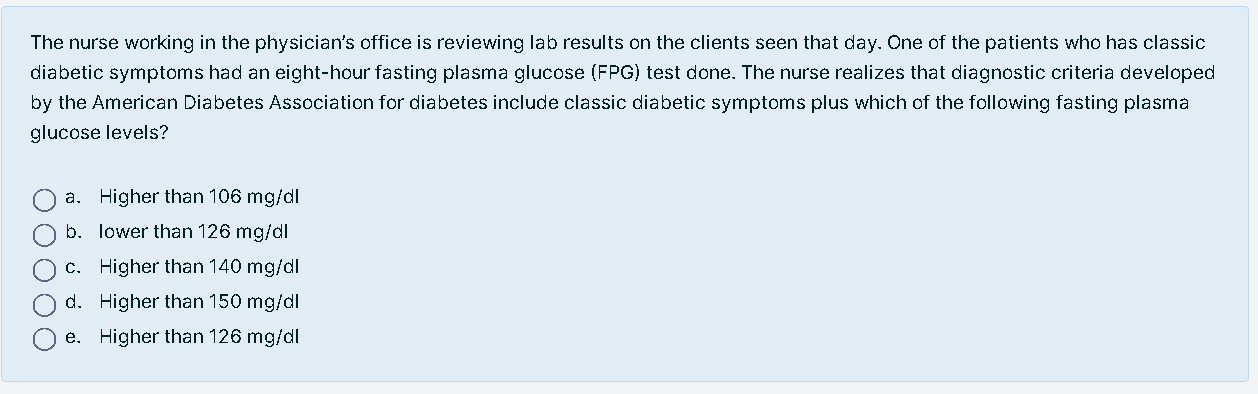 The nurse working in the physician’s office is reviewing lab results on the clients seen that day. One of the patients who has classic
diabetic symptoms had an eight-hour fasting plasma glucose (FPG) test done. The nurse realizes that diagnostic criteria developed
by the American Diabetes Association for diabetes include classic diabetic symptoms plus which of the following fasting plasma
glucose levels?
a. Higher than 106 mg/dl
b. lower than 126 mg/dl
c. Higher than 140 mg/dl
d. Higher than 150 mg/dl
e. Higher than 126 mg/dl